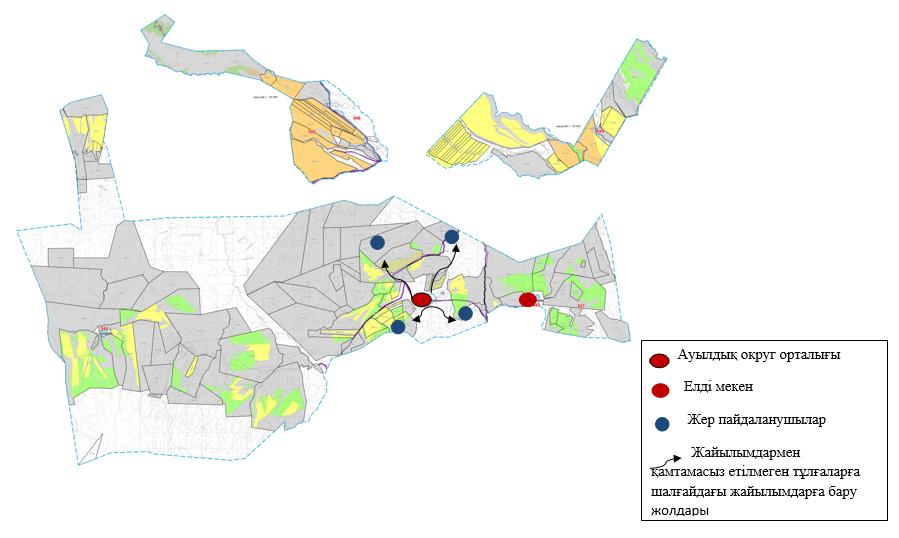 Ауылдық округ орталығы
Елді мекен
Жер пайдаланушылар
Жайылымдармен
қамтамасыз етілмеген тұлғаларға
шалғайдағы жайылымдарға бару
жолдары